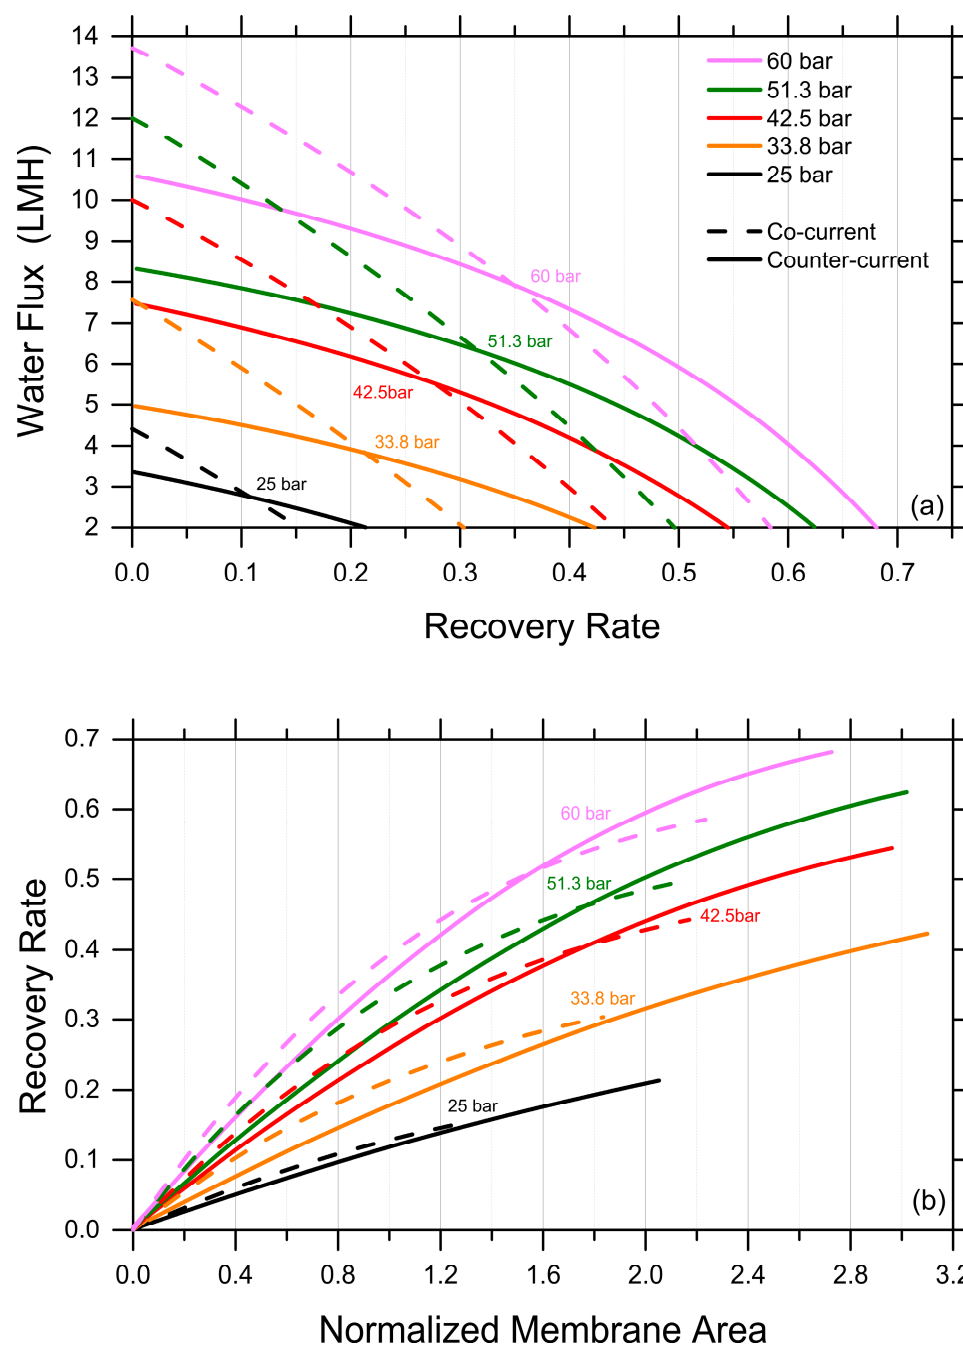 14
13
12
11
10
9
8
7
6
5
4
3
2
Water Flux (LMH)
60 bar
51.3 bar
42.5 bar
33.8 bar
25 bar
Co-current
Counter-current
60 bar
51.3 bar
42.5bar
33.8 bar
25 bar
(a)
0.0 0.1 0.2 0.3 0.4 0.5 0.6 0.7
Recovery Rate
0.7
0.6
0.5
0.4
0.3
0.2
0.1
0.0
Recovery Rate
60 bar
51.3 bar
42.5bar
33.8 bar
25 bar
(b)
0.0 0.4 0.8 1.2 1.6 2.0 2.4 2.8 3.2
Normalized Membrane Area